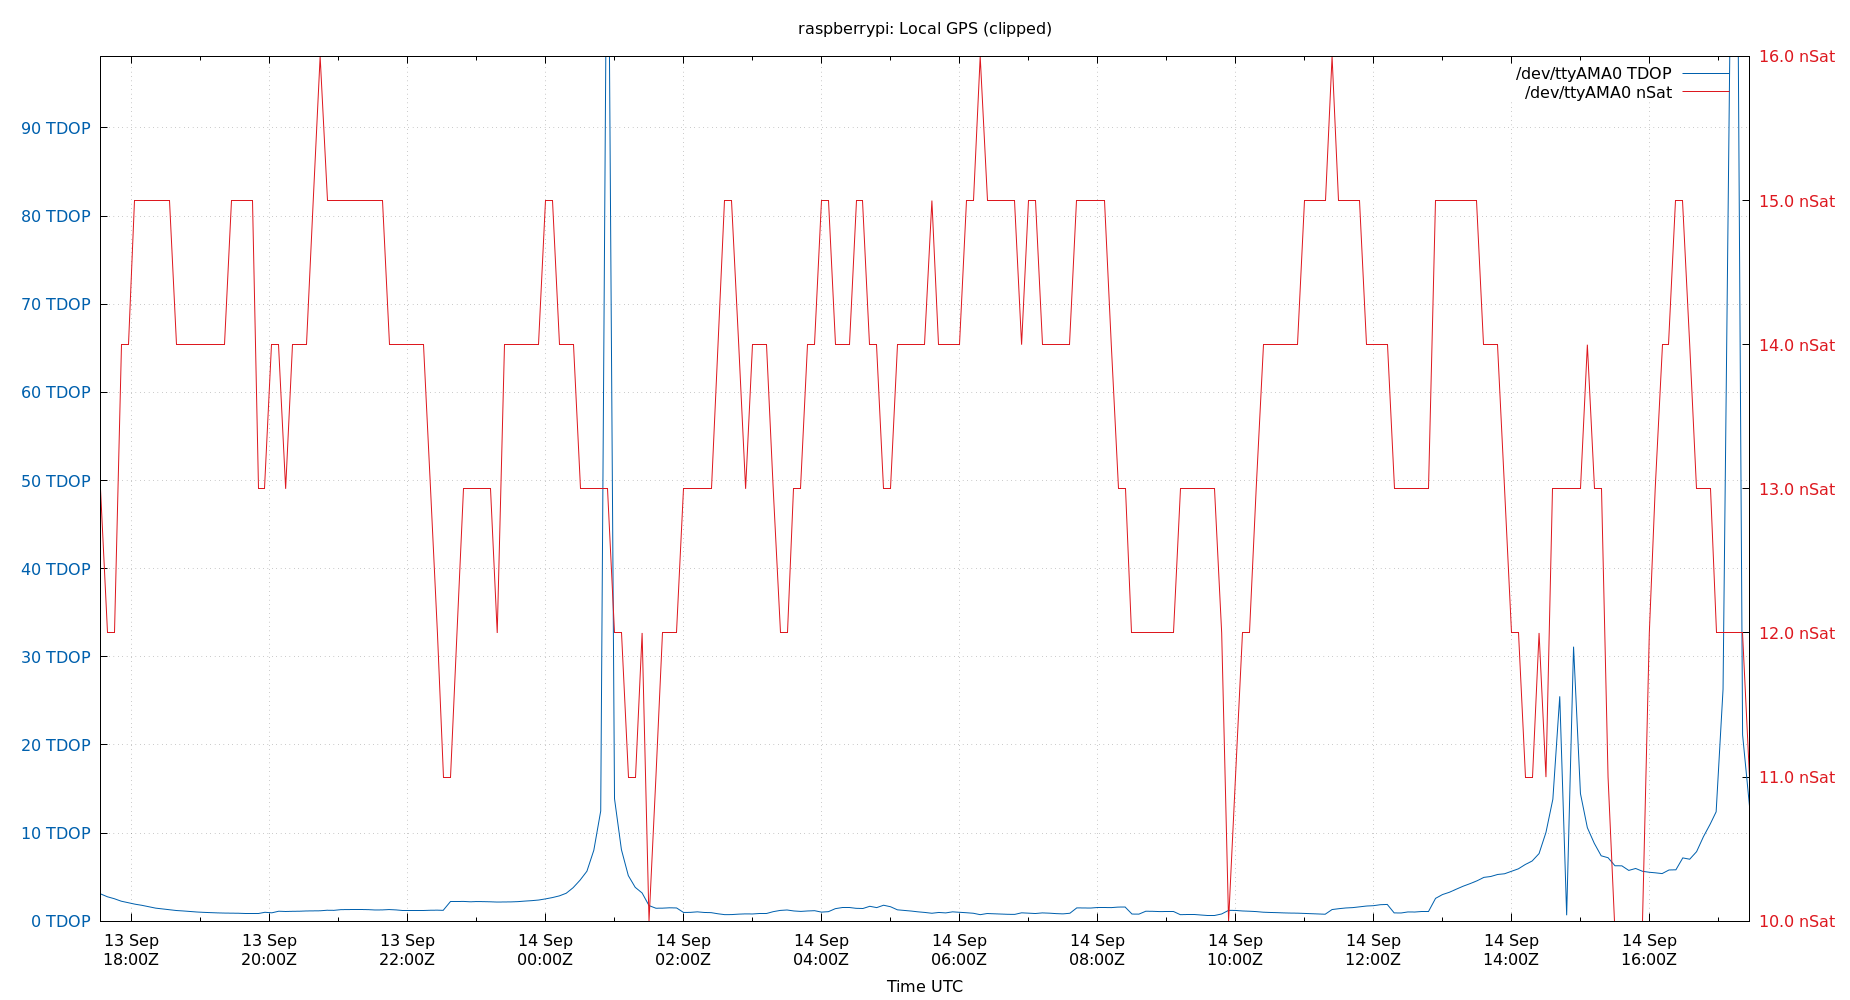 raspberrypi: Local GPS (clipped)
16.0 nSat
/dev/ttyAMA0 TDOP
/dev/ttyAMA0 nSat
90 TDOP
15.0 nSat
80 TDOP
70 TDOP
14.0 nSat
60 TDOP
50 TDOP
13.0 nSat
40 TDOP
12.0 nSat
30 TDOP
11.0 nSat
20 TDOP
10 TDOP
0 TDOP
10.0 nSat
13 Sep 13 Sep 13 Sep 14 Sep 14 Sep 14 Sep 14 Sep 14 Sep 14 Sep 14 Sep 14 Sep 14 Sep
18:00Z 20:00Z 22:00Z 00:00Z 02:00Z 04:00Z 06:00Z 08:00Z 10:00Z 12:00Z 14:00Z 16:00Z
Time UTC